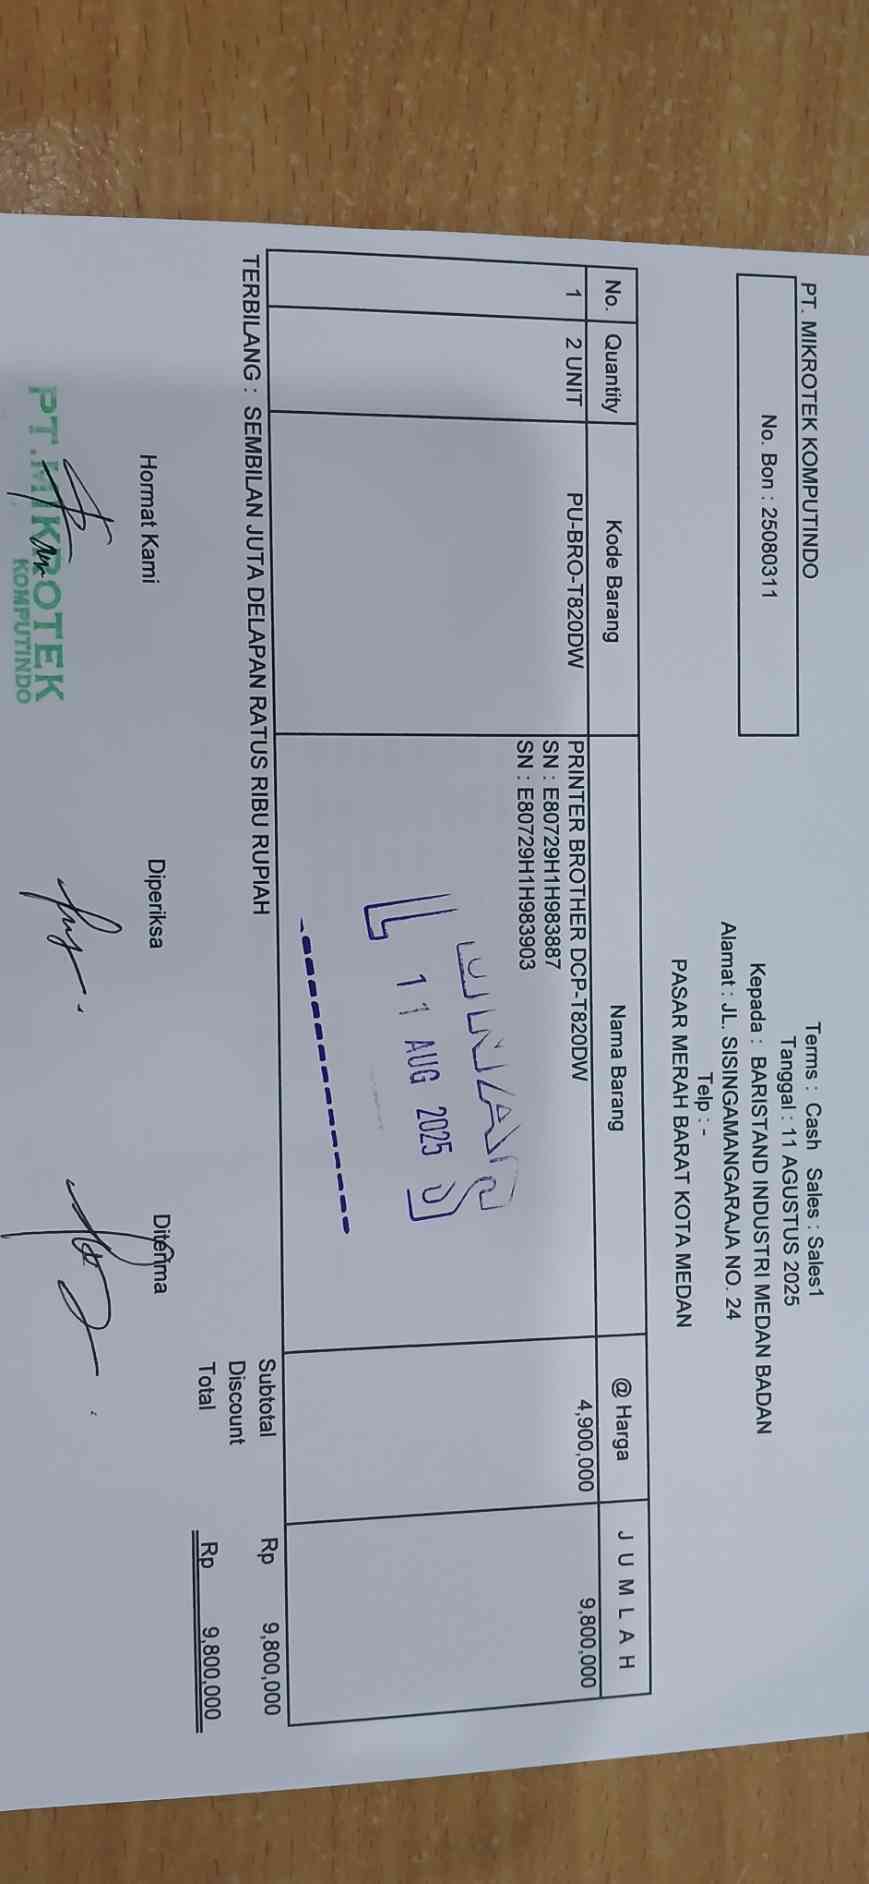 PT. MIKROTEK KOMPUTINDO
No. Bon : 25080311
Terms : Cash Sales : Sales1
Tanggal : 11 AGUSTUS 2025
Kepada : BARISTAND INDUSTRI MEDAN BADAN
Alamat : JL. SISINGAMANGARAJA NO. 24
Telp : -
PASAR MERAH BARAT KOTA MEDAN
No. Quantity Kode Barang Nama Barang @ Harga J U M L A H
1 2 UNIT PU-BRO-T820DW PRINTER BROTHER DCP-T820DW 4,900,000 9,800,000
SN : E80729H1H983887
SN : E80729H1H983903
11 AUG 2025
TERBILANG : SEMBILAN JUTA DELAPAN RATUS RIBU RUPIAH
Subtotal Rp 9,800,000
Discount
Total Rp 9,800,000
Hormat Kami Diperiksa Diterima
PT. MIKROTEK
KOMPUTINDO